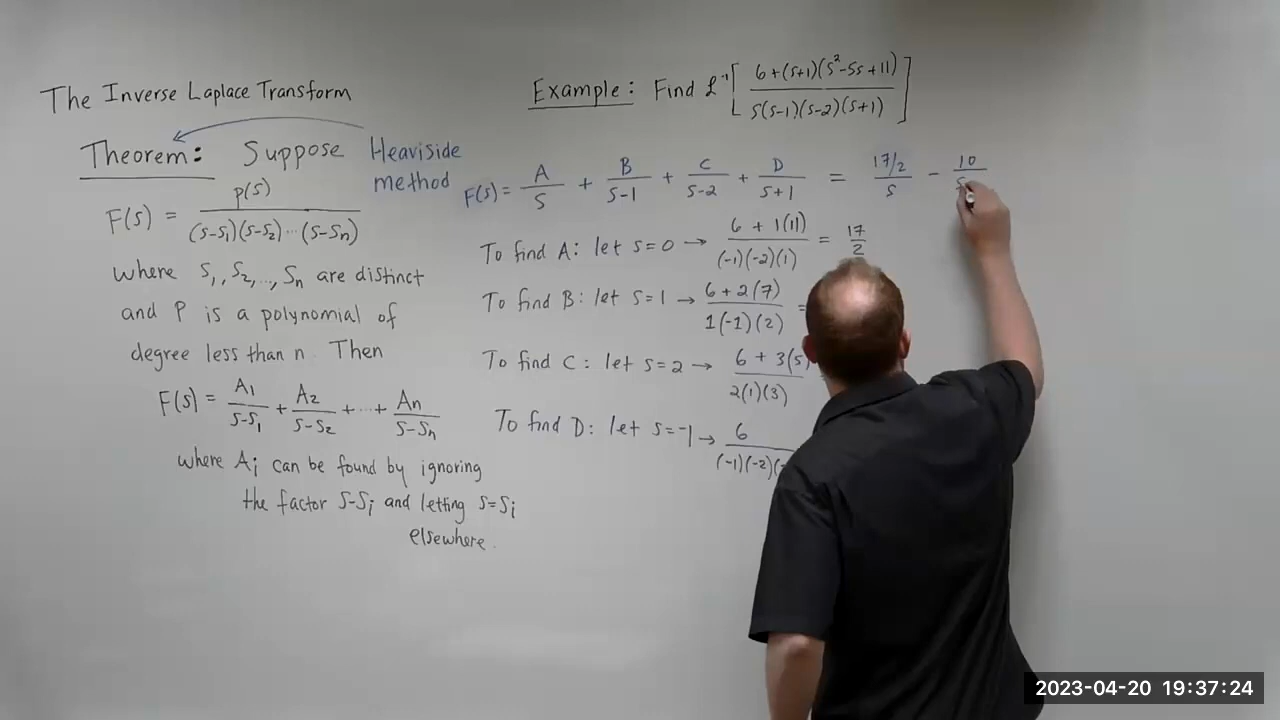 The Inverse Laplace Transform
Theorem: Suppose
Heaviside
method
F(s) = p(s) / (s-s₁)(s-s₂)···(s-sₙ)
where s₁, s₂, ..., sₙ are distinct
and P is a polynomial of
degree less than n. Then
F(s) = A₁/(s-s₁) + A₂/(s-s₂) + ··· + Aₙ/(s-sₙ)
where Aᵢ can be found by ignoring
the factor s-sᵢ and letting s=sᵢ
elsewhere.
Example: Find ℒ⁻¹[ 6+(s+1)(s²-5s+11) / s(s-1)(s-2)(s+1) ]
F(s) = A/s + B/(s-1) + C/(s-2) + D/(s+1) = 17/2 / s - 10 / s
To find A: let s=0 → 6 + 1(11) / (-1)(-2)(1) = 17/2
To find B: let s=1 → 6+2(7) / 1(-1)(2) =
To find C: let s=2 → 6 + 3(5) / 2(1)(3)
To find D: let s=-1 → 6 / (-1)(-2)(-
2023-04-20 19:37:24